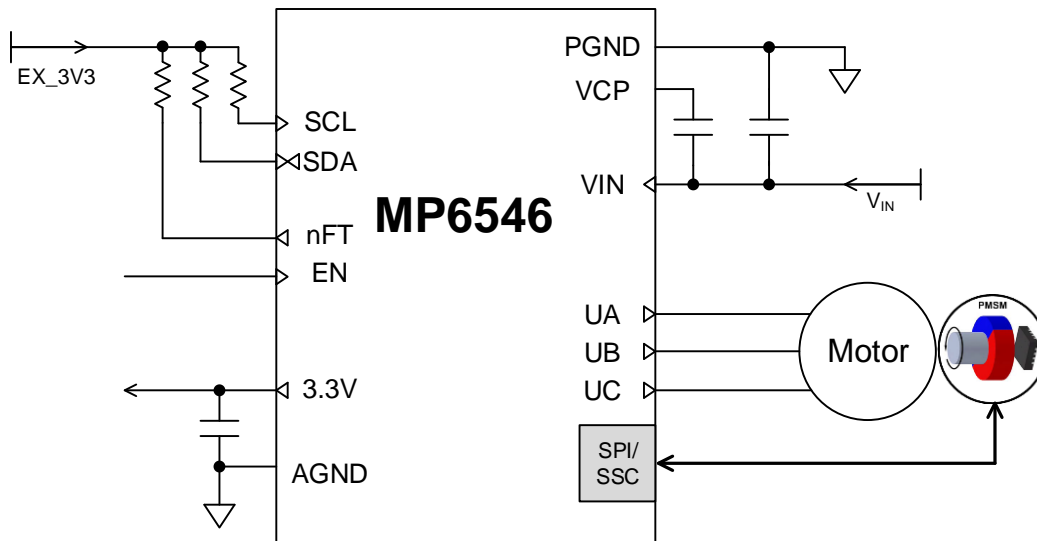 EX_3V3
SCL
SDA
nFT
EN
3.3V
AGND
MP6546
PGND
VCP
VIN
V_IN
UA
UB
UC
SPI/
SSC
Motor
PMSM